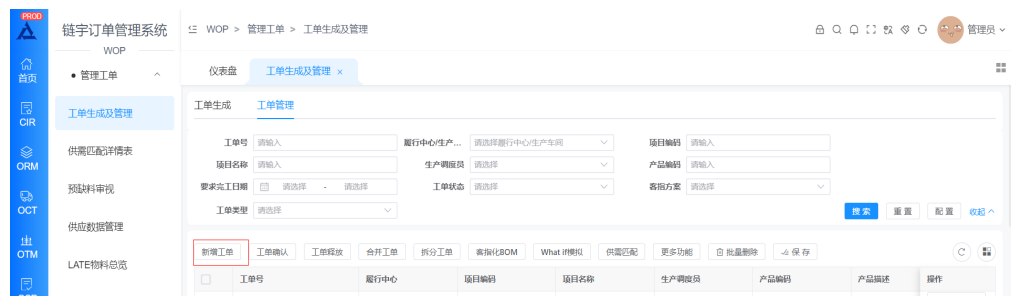 PROD
链宇订单管理系统
WOP > 管理工单 > 工单生成及管理
管理员
WOP
首页
管理工单
仪表盘
工单生成及管理 ×
CIR
工单生成及管理
工单生成
工单管理
工单号 请输入
履行中心/生产... 请选择履行中心/生产车间
项目编码 请输入
ORM
供需匹配详情表
项目名称 请输入
生产调度员 请选择
产品编码 请输入
要求完工日期 请选择 - 请选择
工单状态 请选择
客指方案 请选择
OCT
预缺料审视
工单类型 请选择
搜索 重置 配置 收起
供应数据管理
OTM
新增工单 工单确认 工单释放 合并工单 拆分工单 客指化BOM What if模拟 供需匹配 更多功能 批量删除 保存
LATE物料总览
工单号 履行中心 项目编码 项目名称 生产调度员 产品编码 产品描述 操作